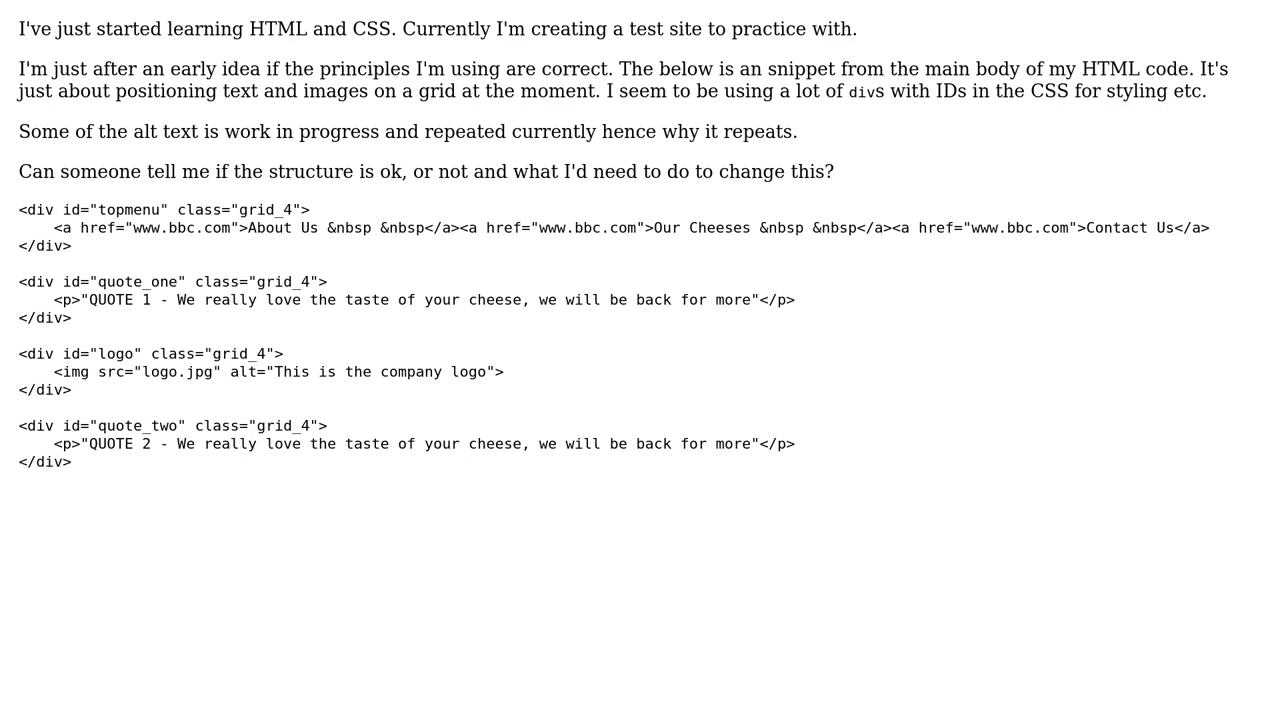 I've just started learning HTML and CSS. Currently I'm creating a test site to practice with.
I'm just after an early idea if the principles I'm using are correct. The below is an snippet from the main body of my HTML code. It's
just about positioning text and images on a grid at the moment. I seem to be using a lot of divs with IDs in the CSS for styling etc.
Some of the alt text is work in progress and repeated currently hence why it repeats.
Can someone tell me if the structure is ok, or not and what I'd need to do to change this?
<div id="topmenu" class="grid_4">
    <a href="www.bbc.com">About Us &nbsp &nbsp</a><a href="www.bbc.com">Our Cheeses &nbsp &nbsp</a><a href="www.bbc.com">Contact Us</a>
</div>
<div id="quote_one" class="grid_4">
    <p>"QUOTE 1 - We really love the taste of your cheese, we will be back for more"</p>
</div>
<div id="logo" class="grid_4">
    <img src="logo.jpg" alt="This is the company logo">
</div>
<div id="quote_two" class="grid_4">
    <p>"QUOTE 2 - We really love the taste of your cheese, we will be back for more"</p>
</div>